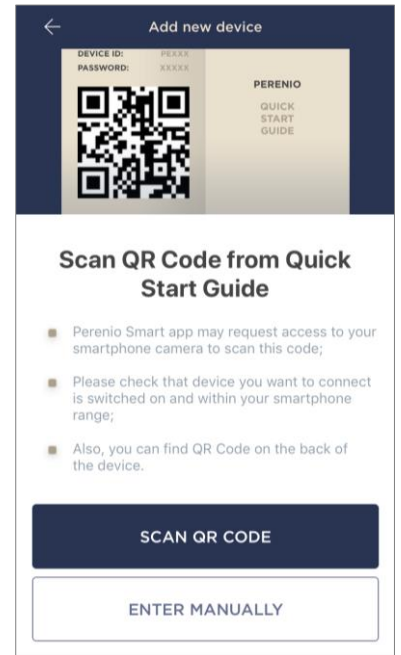 Add new device
DEVICE ID: PEXXX
PASSWORD: XXXXX
PERENIO
QUICK
START
GUIDE
Scan QR Code from Quick
Start Guide
Perenio Smart app may request access to your
smartphone camera to scan this code;
Please check that device you want to connect
is switched on and within your smartphone
range;
Also, you can find QR Code on the back of
the device.
SCAN QR CODE
ENTER MANUALLY